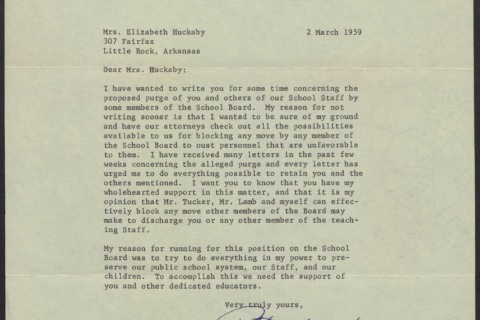 Mrs. Elizabeth Huckaby 2 March 1959
307 Fairfax
Little Rock, Arkansas
Dear Mrs. Huckaby:
I have wanted to write you for some time concerning the
proposed purge of you and others of our School Staff by
some members of the School Board. My reason for not
writing sooner is that I wanted to be sure of my ground
and have our attorneys check out all the possibilities
available to us for blocking any move by any member of
the School Board to oust personnel that are unfavorable
to them. I have received many letters in the past few
weeks concerning the alleged purge and every letter has
urged me to do everything possible to retain you and the
others mentioned. I want you to know that you have my
wholehearted support in this matter, and that it is my
opinion that Mr. Tucker, Mr. Lamb and myself can effec-
tively block any move other members of the Board may
make to discharge you or any other member of the teach-
ing Staff.
My reason for running for this position on the School
Board was to try to do everything in my power to pre-
serve our public school system, our Staff, and our
children. To accomplish this we need the support of
you and other dedicated educators.
Very truly yours,